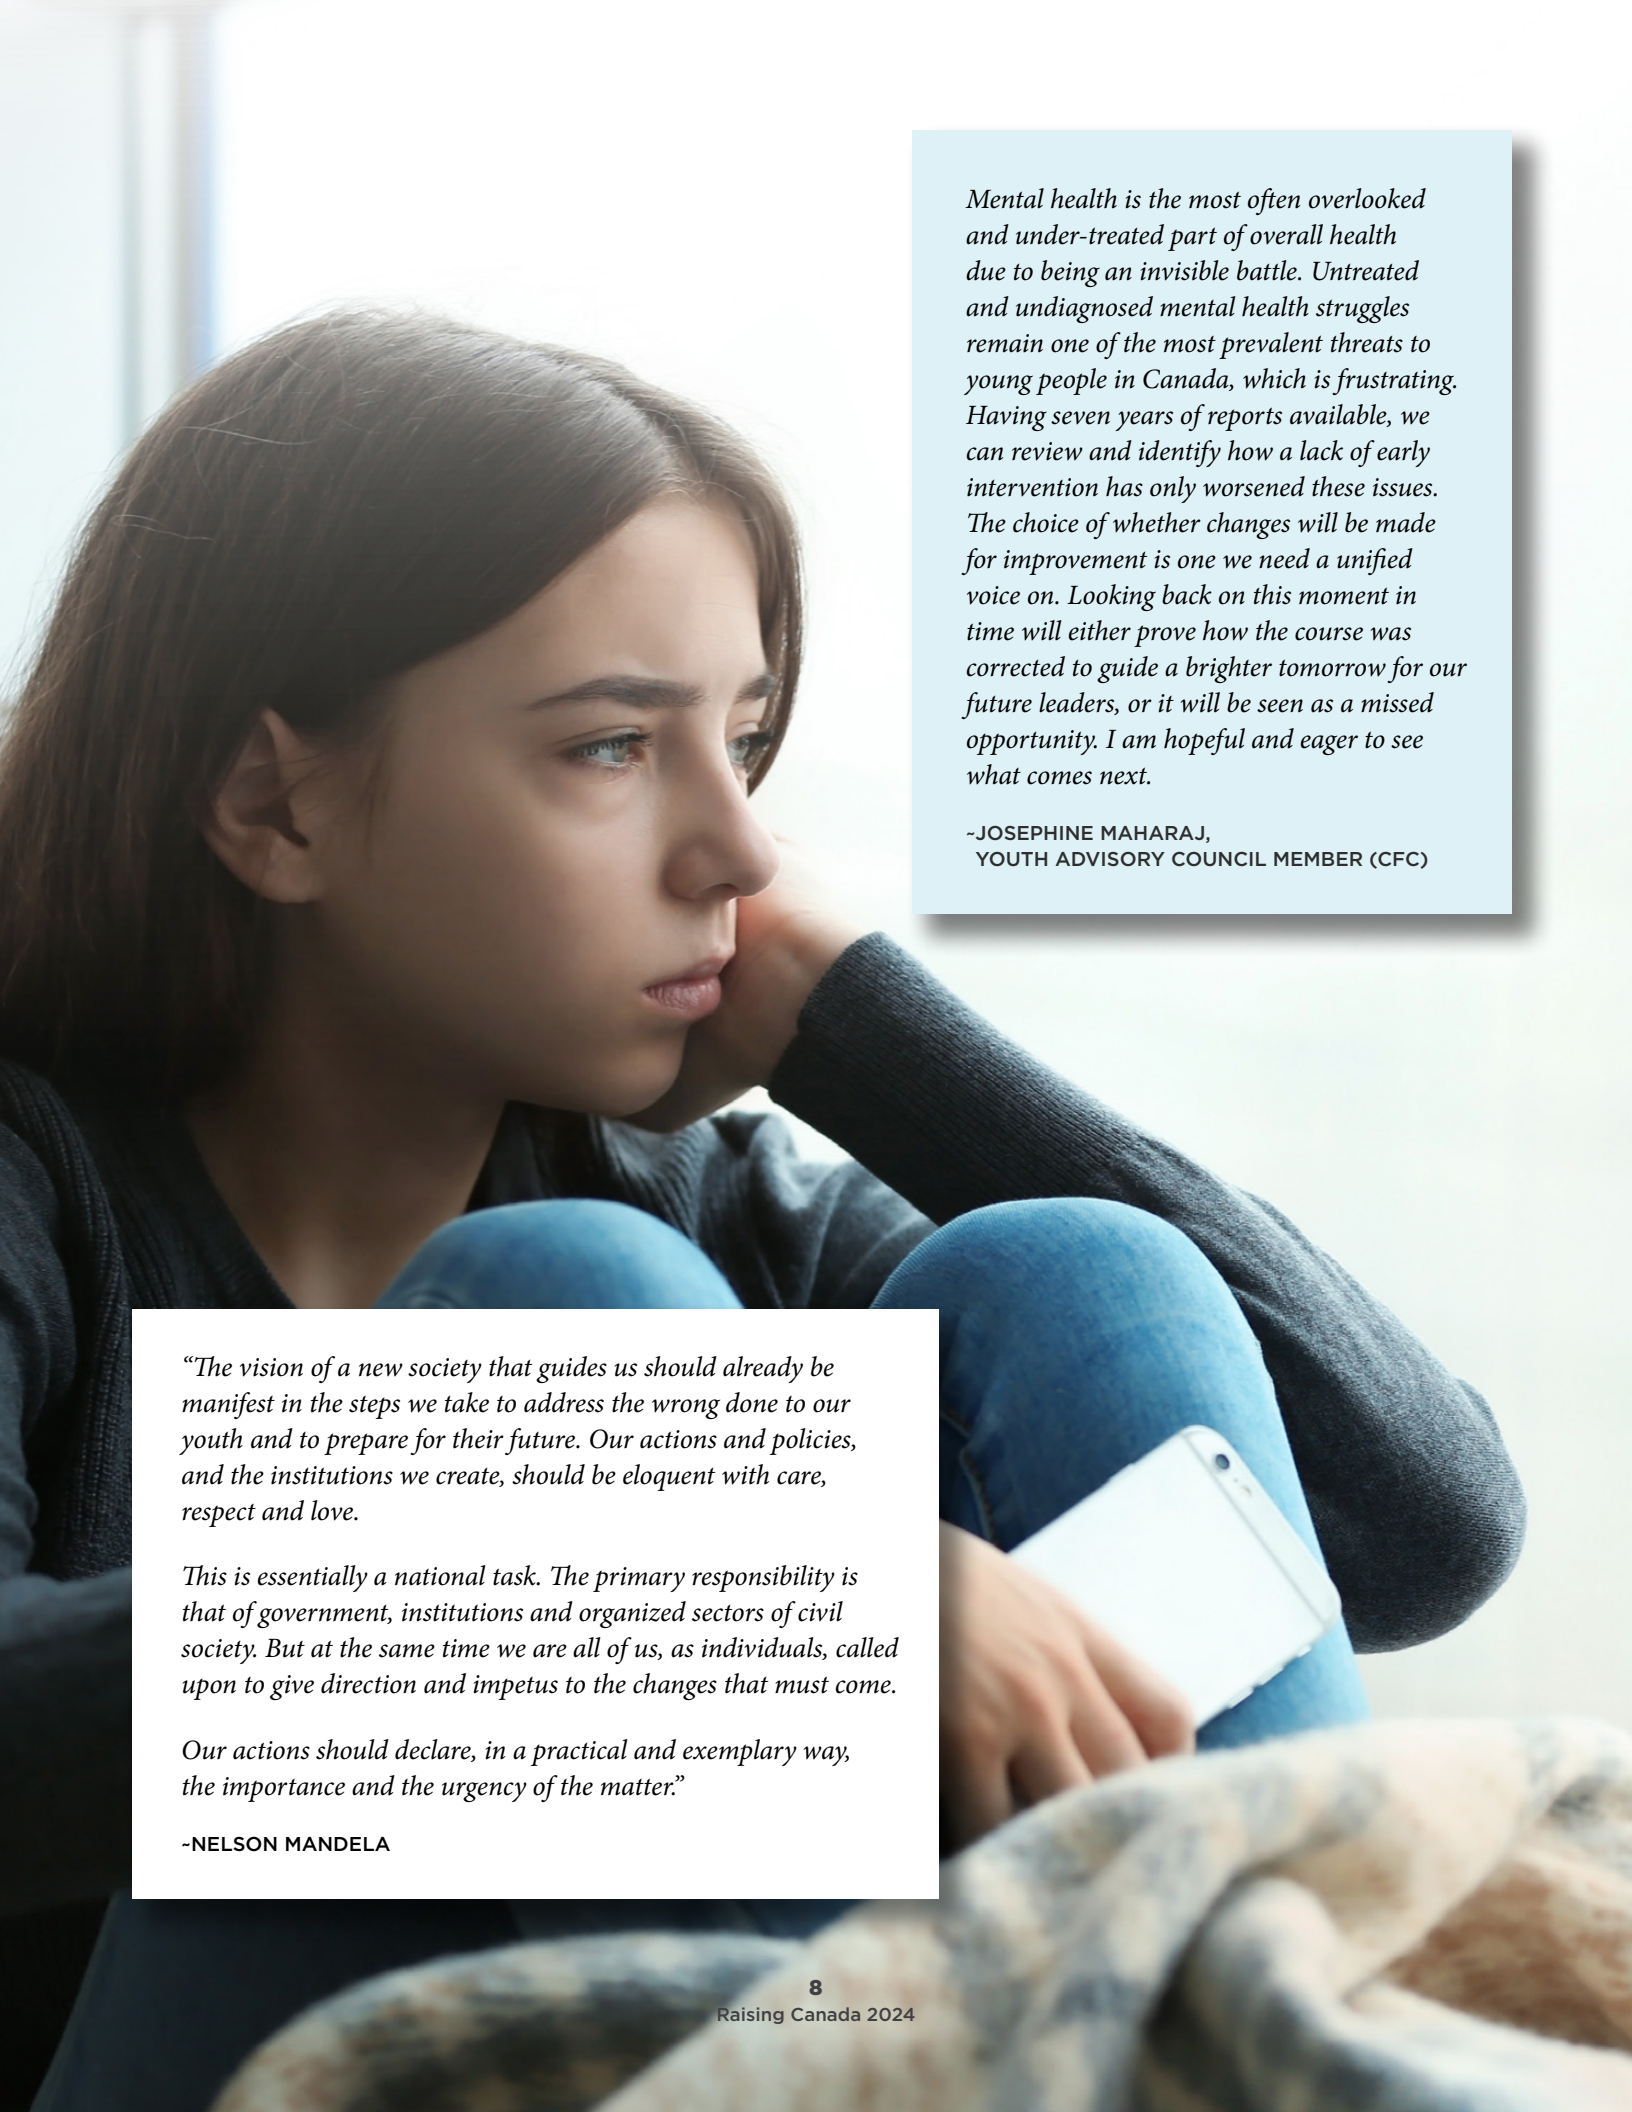 Mental health is the most often overlooked
and under-treated part of overall health
due to being an invisible battle. Untreated
and undiagnosed mental health struggles
remain one of the most prevalent threats to
young people in Canada, which is frustrating.
Having seven years of reports available, we
can review and identify how a lack of early
intervention has only worsened these issues.
The choice of whether changes will be made
for improvement is one we need a unified
voice on. Looking back on this moment in
time will either prove how the course was
corrected to guide a brighter tomorrow for our
future leaders, or it will be seen as a missed
opportunity. I am hopeful and eager to see
what comes next.
~JOSEPHINE MAHARAJ,
YOUTH ADVISORY COUNCIL MEMBER (CFC)
“The vision of a new society that guides us should already be
manifest in the steps we take to address the wrong done to our
youth and to prepare for their future. Our actions and policies,
and the institutions we create, should be eloquent with care,
respect and love.
This is essentially a national task. The primary responsibility is
that of government, institutions and organized sectors of civil
society. But at the same time we are all of us, as individuals, called
upon to give direction and impetus to the changes that must come.
Our actions should declare, in a practical and exemplary way,
the importance and the urgency of the matter.”
~NELSON MANDELA
8
Raising Canada 2024